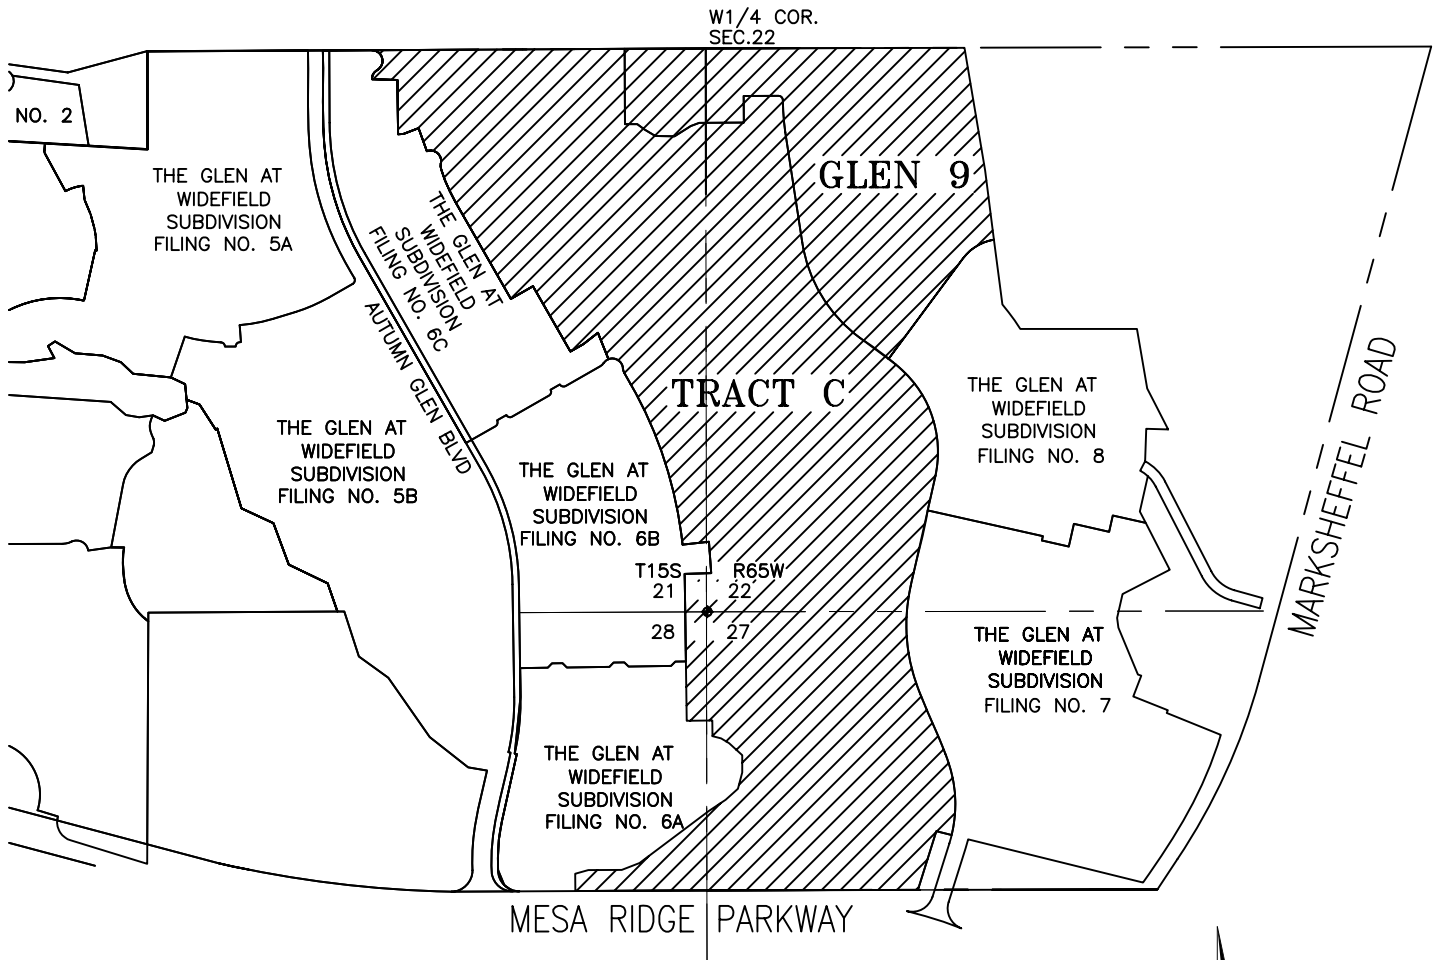 W1/4 COR.
SEC.22
NO. 2
THE GLEN AT
WIDEFIELD
SUBDIVISION
FILING NO. 5A
THE GLEN AT
WIDEFIELD
SUBDIVISION
FILING NO. 6C
GLEN 9
AUTUMN GLEN BLVD
TRACT C
THE GLEN AT
WIDEFIELD
SUBDIVISION
FILING NO. 8
MARKSHEFFEL ROAD
THE GLEN AT
WIDEFIELD
SUBDIVISION
FILING NO. 5B
THE GLEN AT
WIDEFIELD
SUBDIVISION
FILING NO. 6B
T15S R65W
21 22
28 27
THE GLEN AT
WIDEFIELD
SUBDIVISION
FILING NO. 7
THE GLEN AT
WIDEFIELD
SUBDIVISION
FILING NO. 6A
MESA RIDGE PARKWAY